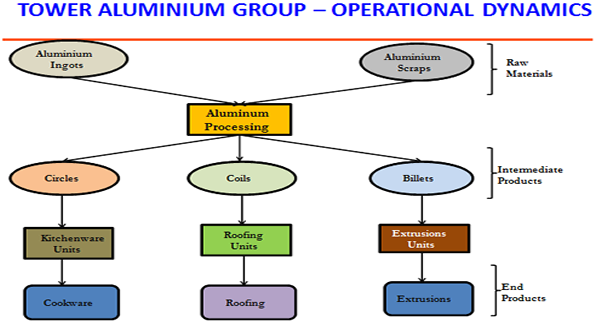 TOWER ALUMINIUM GROUP – OPERATIONAL DYNAMICS
Aluminium
Ingots
Aluminium
Scraps
Raw
Materials
Aluminum
Processing
Circles
Coils
Billets
Intermediate
Products
Kitchenware
Units
Roofing
Units
Extrusions
Units
End
Products
Cookware
Roofing
Extrusions